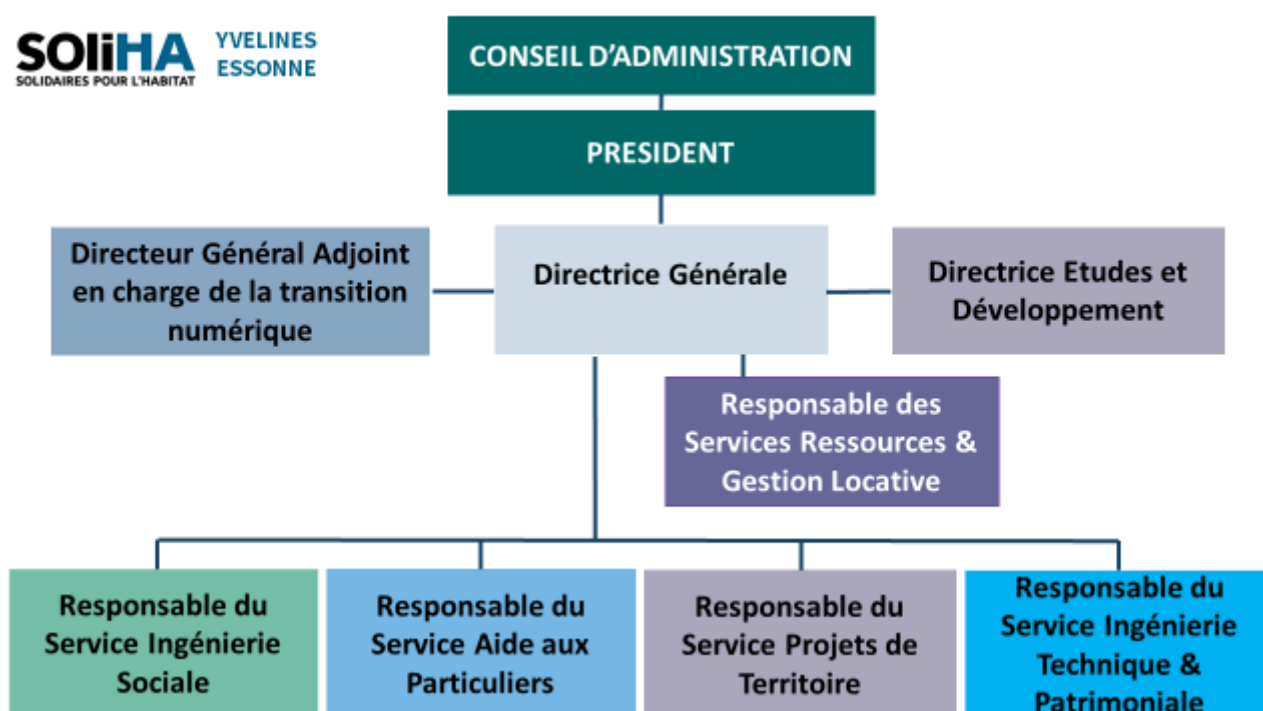 SOLiHA
SOLIDAIRES POUR L'HABITAT
YVELINES
ESSONNE
CONSEIL D'ADMINISTRATION
PRESIDENT
Directeur Général Adjoint
en charge de la transition
numérique
Directrice Générale
Directrice Etudes et
Développement
Responsable des
Services Ressources &
Gestion Locative
Responsable du
Service Ingénierie
Sociale
Responsable du
Service Aide aux
Particuliers
Responsable du
Service Projets de
Territoire
Responsable du
Service Ingénierie
Technique &
Patrimoniale